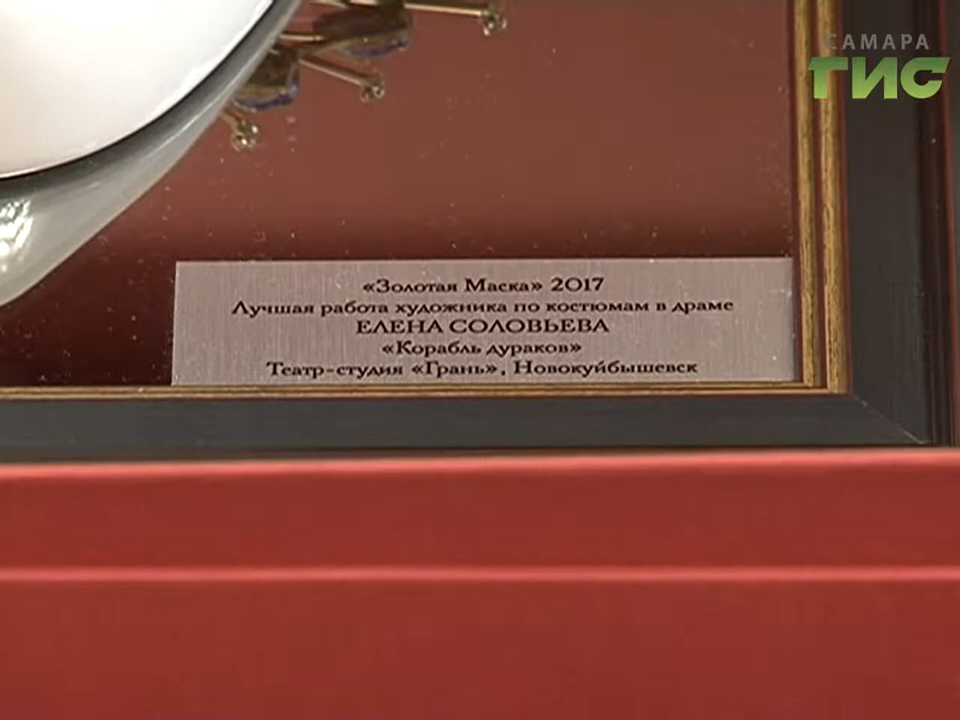 САМАРА
ГИС
«Золотая Маска» 2017
Лучшая работа художника по костюмам в драме
ЕЛЕНА СОЛОВЬЕВА
«Корабль дураков»
Театр-студия «Грань», Новокуйбышевск